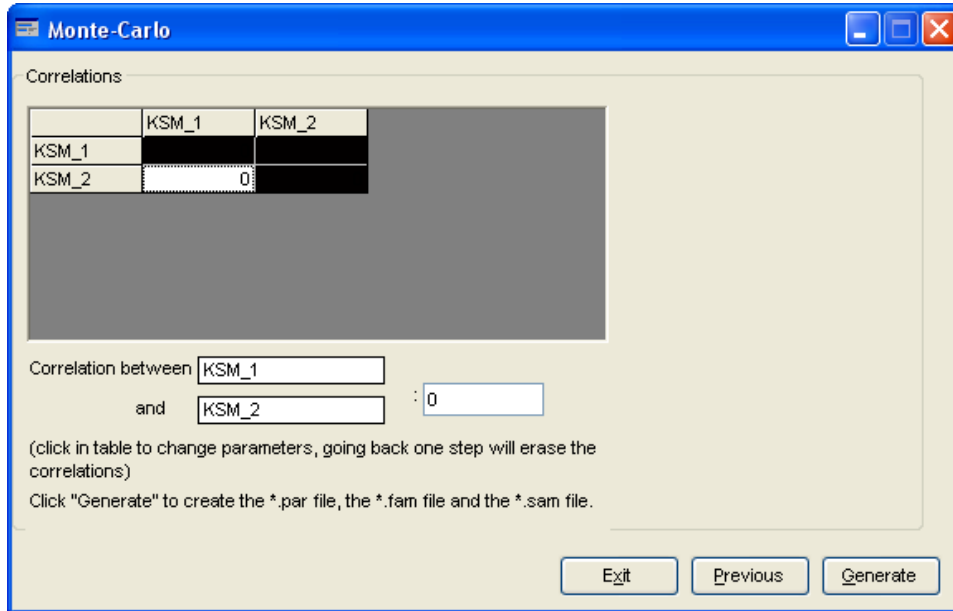 Monte-Carlo
Correlations
KSM_1 KSM_2
KSM_1
KSM_2 0
Correlation between KSM_1
: 0
and KSM_2
(click in table to change parameters, going back one step will erase the
correlations)
Click "Generate" to create the *.par file, the *.fam file and the *.sam file.
Exit Previous Generate